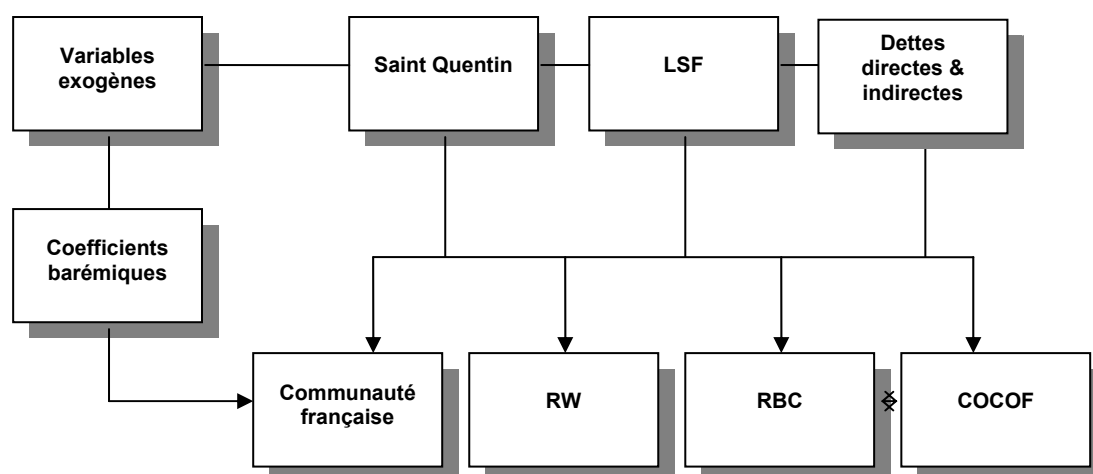 Variables
exogènes
Saint Quentin
LSF
Dettes
directes &
indirectes
Coefficients
barémiques
Communauté
française
RW
RBC
COCOF